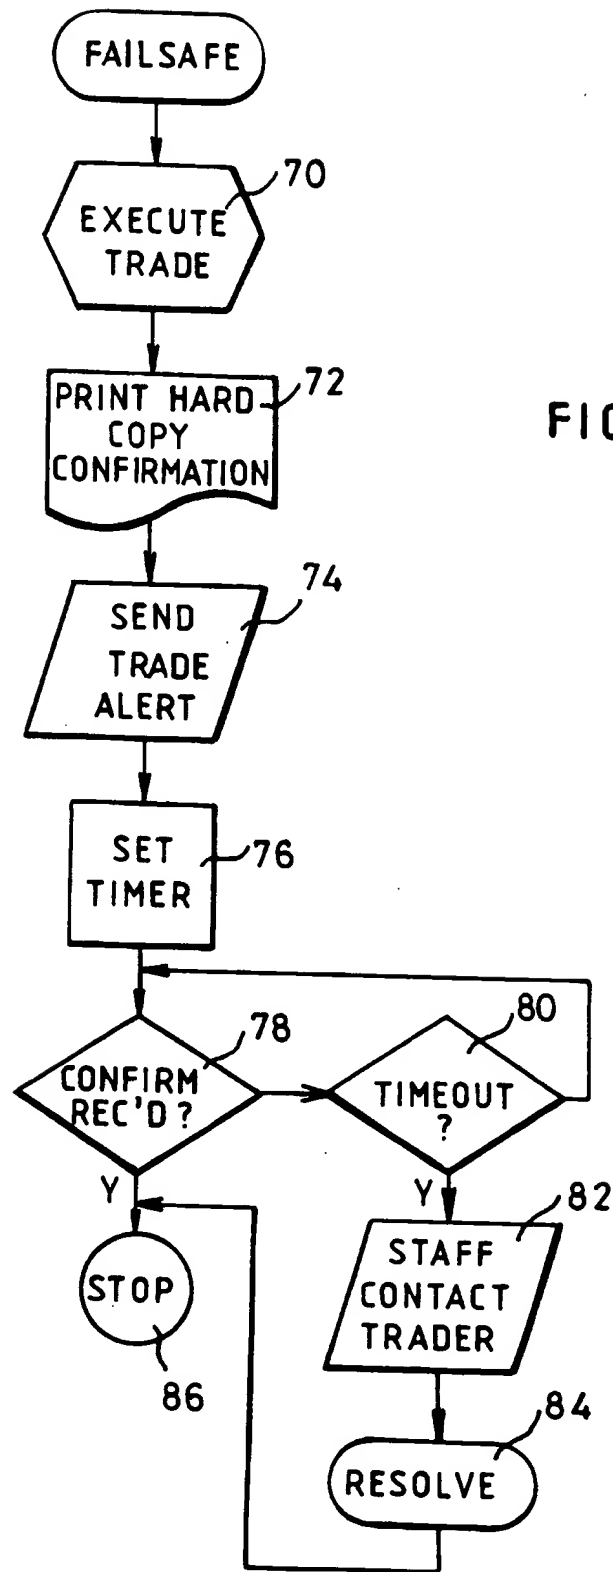 FAILSAFE
70
EXECUTE
TRADE
72
PRINT HARD
COPY
CONFIRMATION
FIG
74
SEND
TRADE
ALERT
SET
TIMER
76
78
CONFIRM
REC'D ?
80
TIMEOUT
?
Y
Y
82
STAFF
CONTACT
TRADER
STOP
86
84
RESOLVE